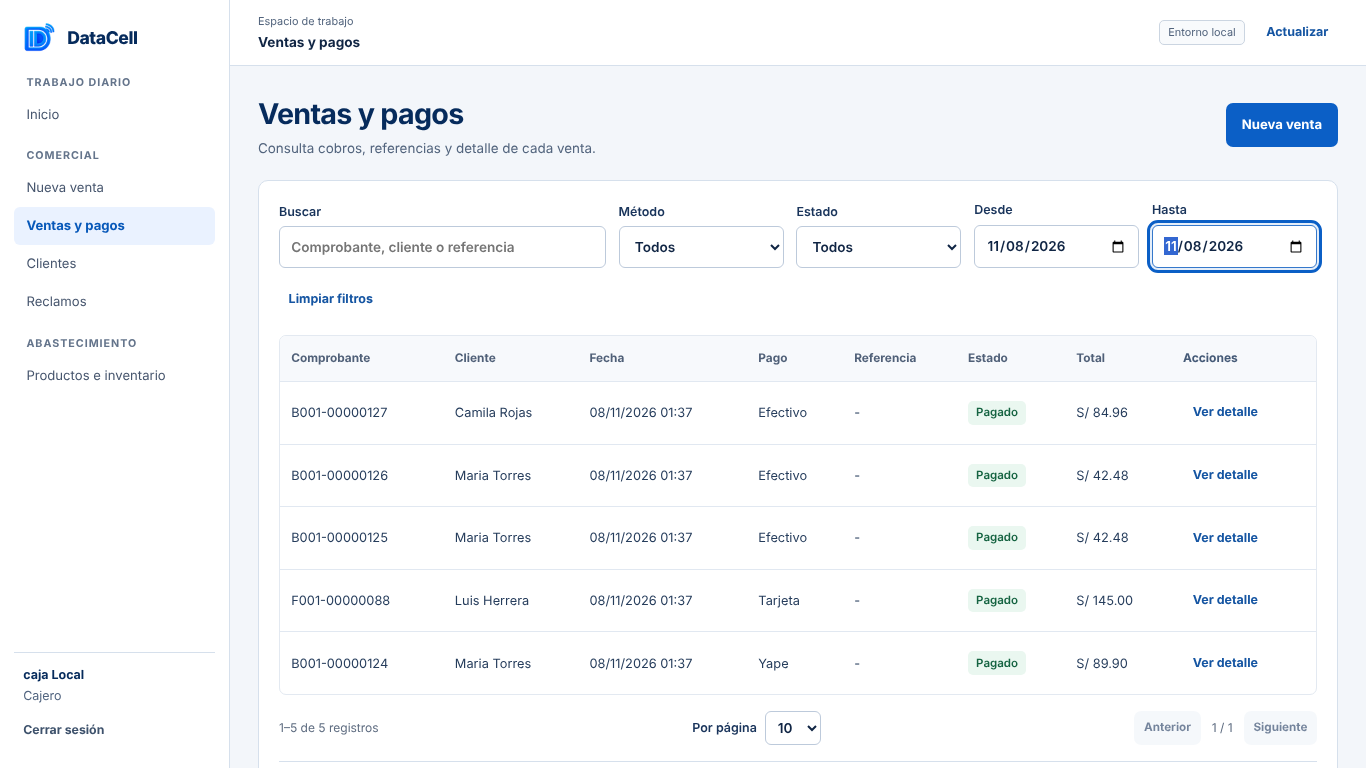 DataCell
TRABAJO DIARIO
Inicio
COMERCIAL
Nueva venta
Ventas y pagos
Clientes
Reclamos
ABASTECIMIENTO
Productos e inventario
caja Local
Cajero
Cerrar sesión
Espacio de trabajo
Ventas y pagos
Entorno local
Actualizar
Ventas y pagos
Consulta cobros, referencias y detalle de cada venta.
Nueva venta
Buscar Método Estado Desde Hasta
Comprobante, cliente o referencia Todos Todos 11/08/2026 11/08/2026
Limpiar filtros
Comprobante Cliente Fecha Pago Referencia Estado Total Acciones
B001-00000127 Camila Rojas 08/11/2026 01:37 Efectivo - Pagado S/ 84.96 Ver detalle
B001-00000126 Maria Torres 08/11/2026 01:37 Efectivo - Pagado S/ 42.48 Ver detalle
B001-00000125 Maria Torres 08/11/2026 01:37 Efectivo - Pagado S/ 42.48 Ver detalle
F001-00000088 Luis Herrera 08/11/2026 01:37 Tarjeta - Pagado S/ 145.00 Ver detalle
B001-00000124 Maria Torres 08/11/2026 01:37 Yape - Pagado S/ 89.90 Ver detalle
1–5 de 5 registros Por página 10 Anterior 1 / 1 Siguiente